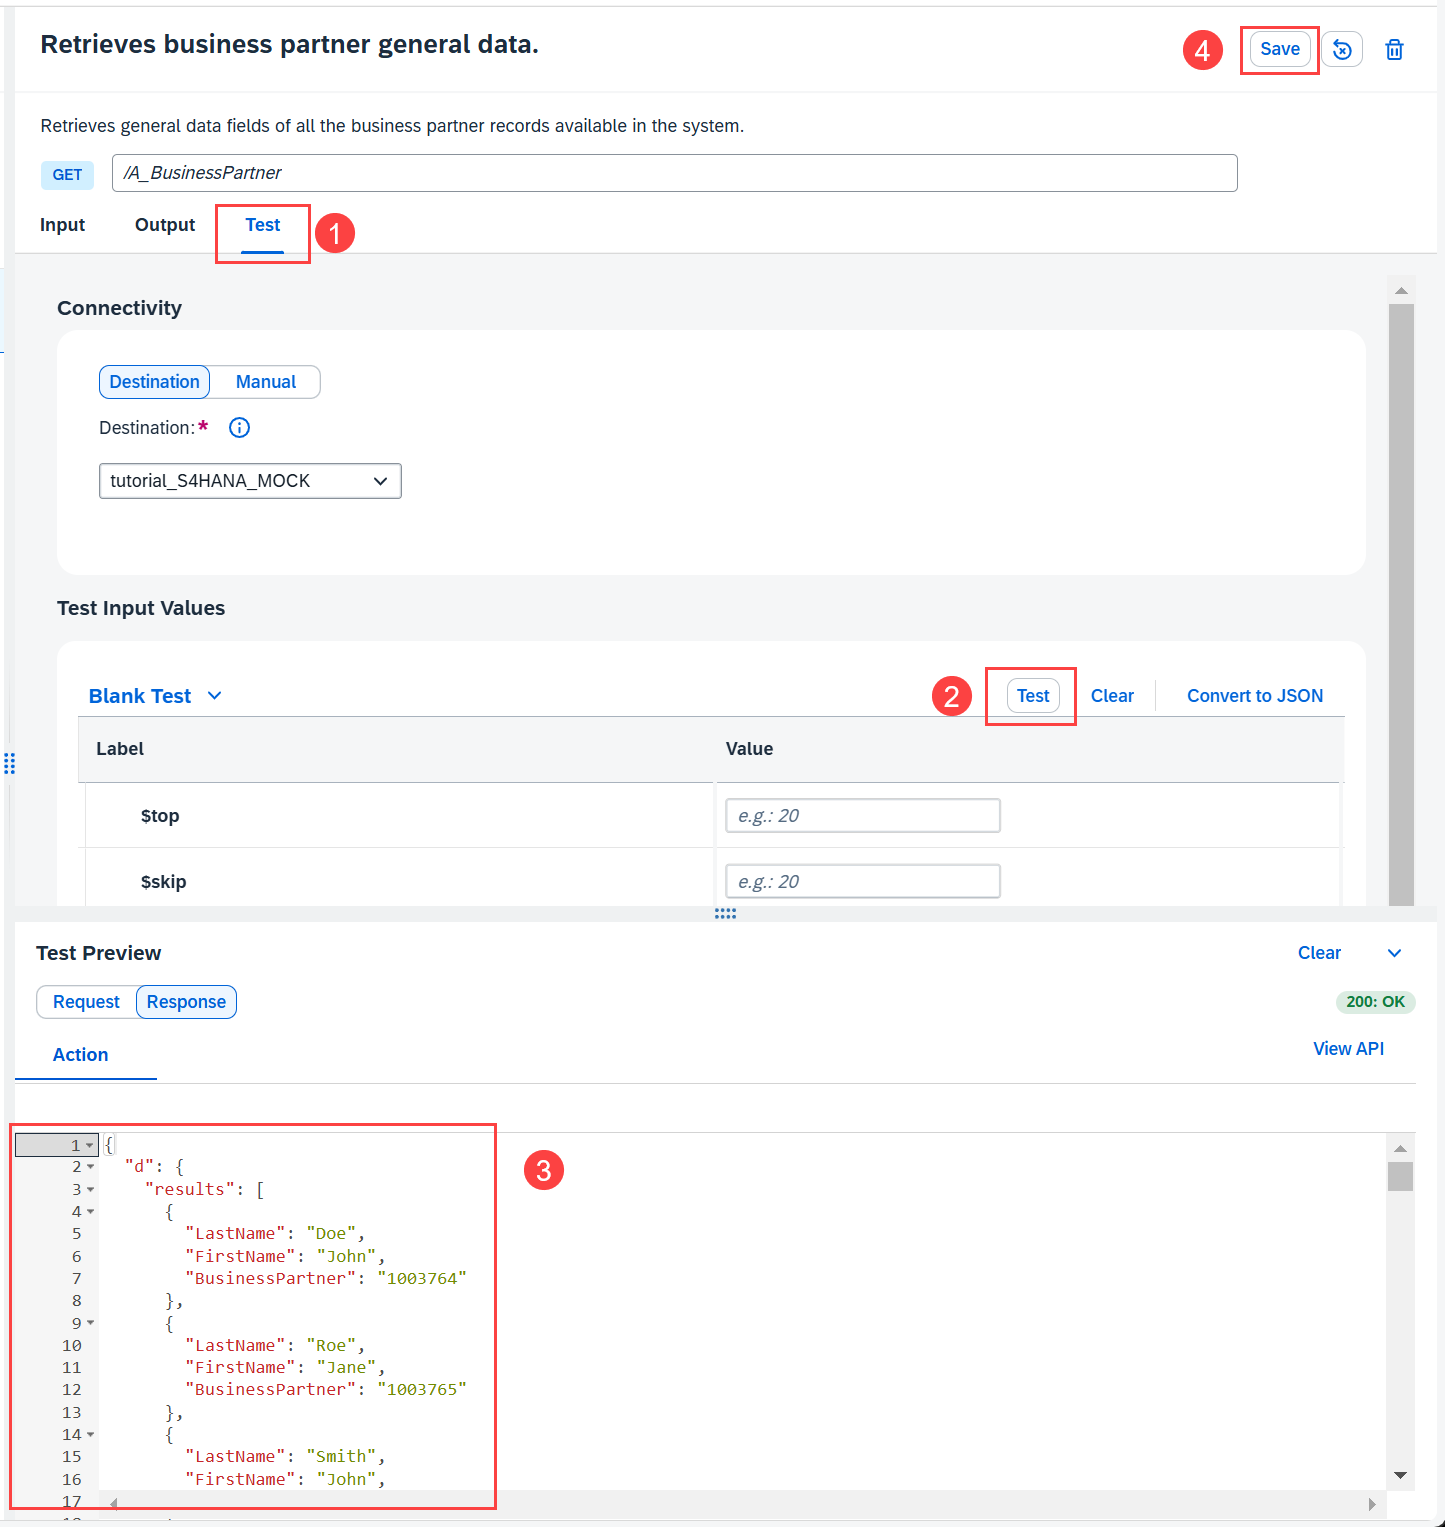 Retrieves business partner general data.
4
Save
Retrieves general data fields of all the business partner records available in the system.
GET
/A_BusinessPartner
Input
Output
Test
1
Connectivity
Destination
Manual
Destination:*
tutorial_S4HANA_MOCK
Test Input Values
Blank Test
2
Test
Clear
Convert to JSON
Label
Value
$top
e.g.: 20
$skip
e.g.: 20
Test Preview
Clear
Request
Response
200: OK
Action
View API
3
1 {
2 "d": {
3 "results": [
4 {
5 "LastName": "Doe",
6 "FirstName": "John",
7 "BusinessPartner": "1003764"
8 },
9 {
10 "LastName": "Roe",
11 "FirstName": "Jane",
12 "BusinessPartner": "1003765"
13 },
14 {
15 "LastName": "Smith",
16 "FirstName": "John",
17